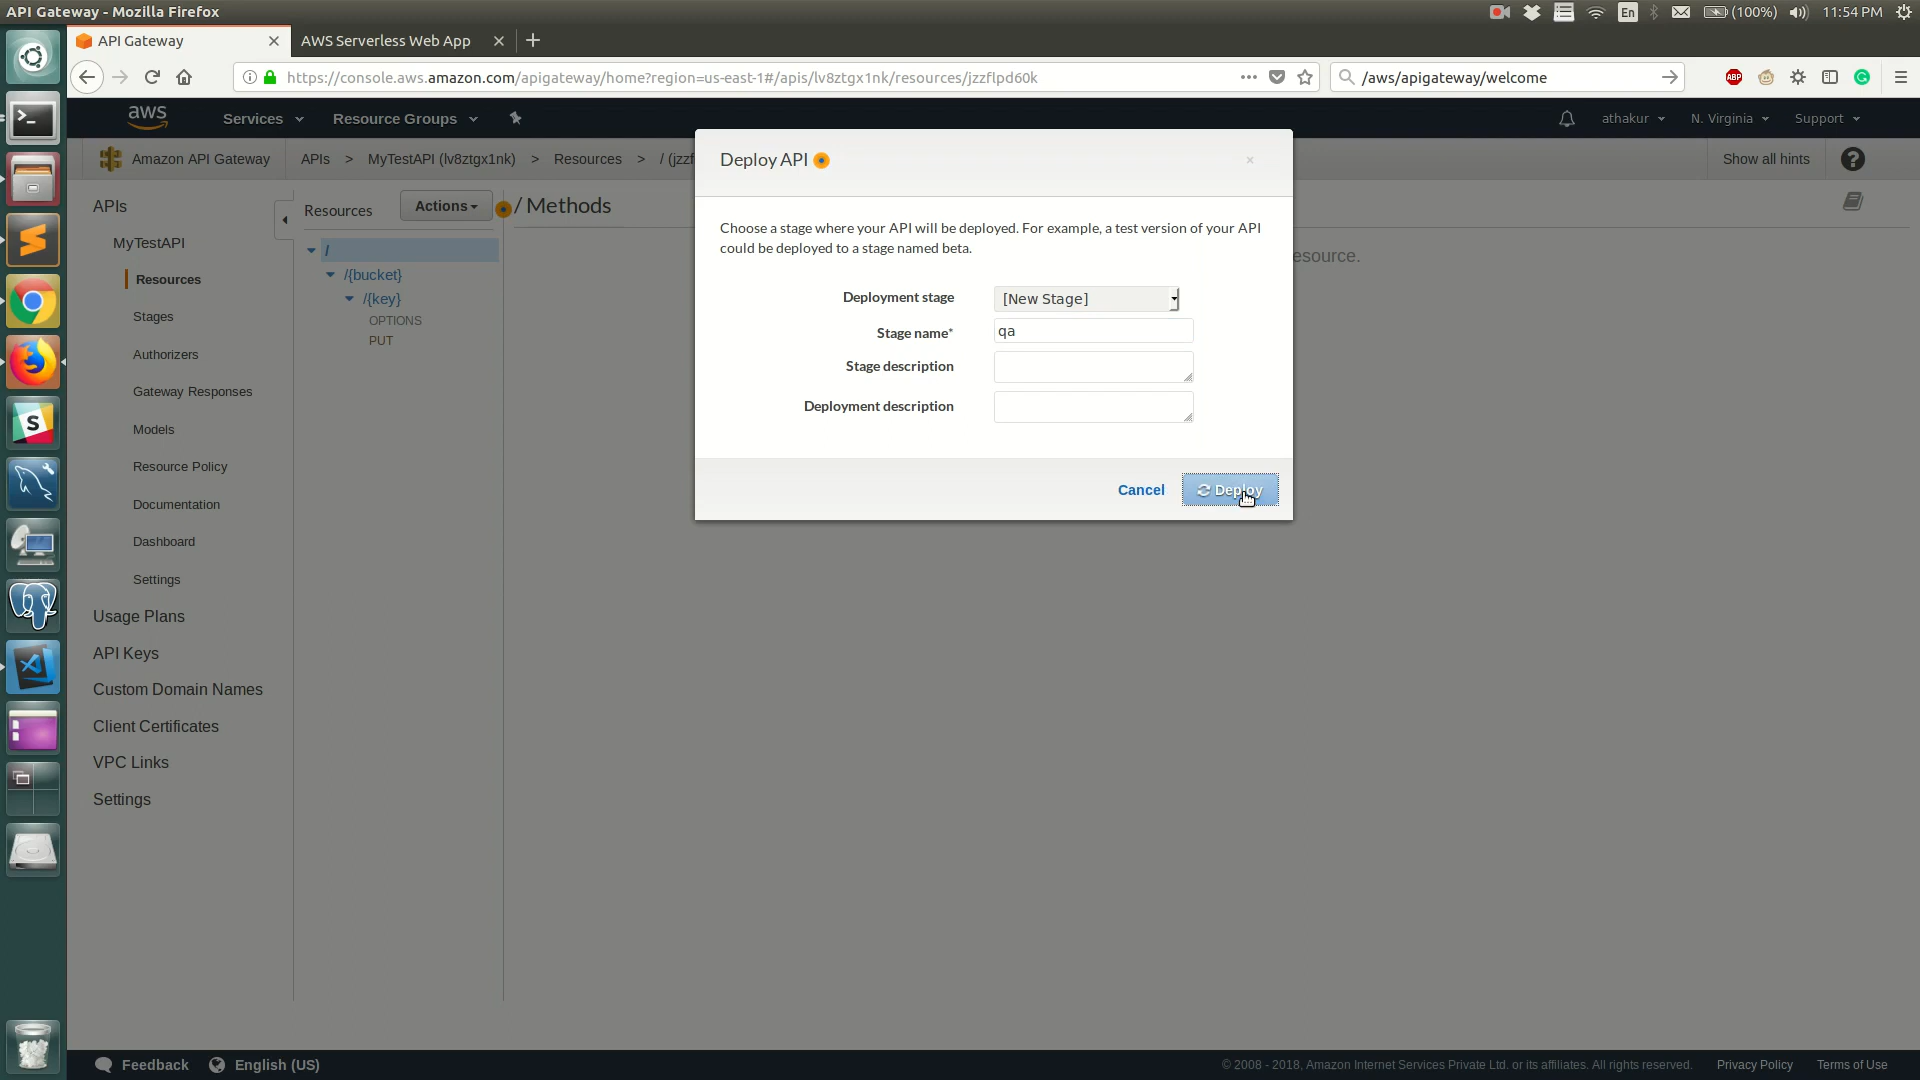 API Gateway - Mozilla Firefox
En
(100%)
11:54 PM
API Gateway
AWS Serverless Web App
https://console.aws.amazon.com/apigateway/home?region=us-east-1#/apis/lv8ztgx1nk/resources/jzzflpd60k
/aws/apigateway/welcome
ABP
aws
Services
Resource Groups
athakur
N. Virginia
Support
Amazon API Gateway
APIs > MyTestAPI (lv8ztgx1nk) > Resources > / (jzzf
Show all hints
?
APIs
MyTestAPI
Resources
Stages
Authorizers
Gateway Responses
Models
Resource Policy
Documentation
Dashboard
Settings
Usage Plans
API Keys
Custom Domain Names
Client Certificates
VPC Links
Settings
Resources
Actions
/ Methods
/
/{bucket}
/{key}
OPTIONS
PUT
esource.
Deploy API
Choose a stage where your API will be deployed. For example, a test version of your API
could be deployed to a stage named beta.
Deployment stage
[New Stage]
Stage name*
qa
Stage description
Deployment description
Cancel
Deploy
Feedback
English (US)
© 2008 - 2018, Amazon Internet Services Private Ltd. or its affiliates. All rights reserved.
Privacy Policy
Terms of Use